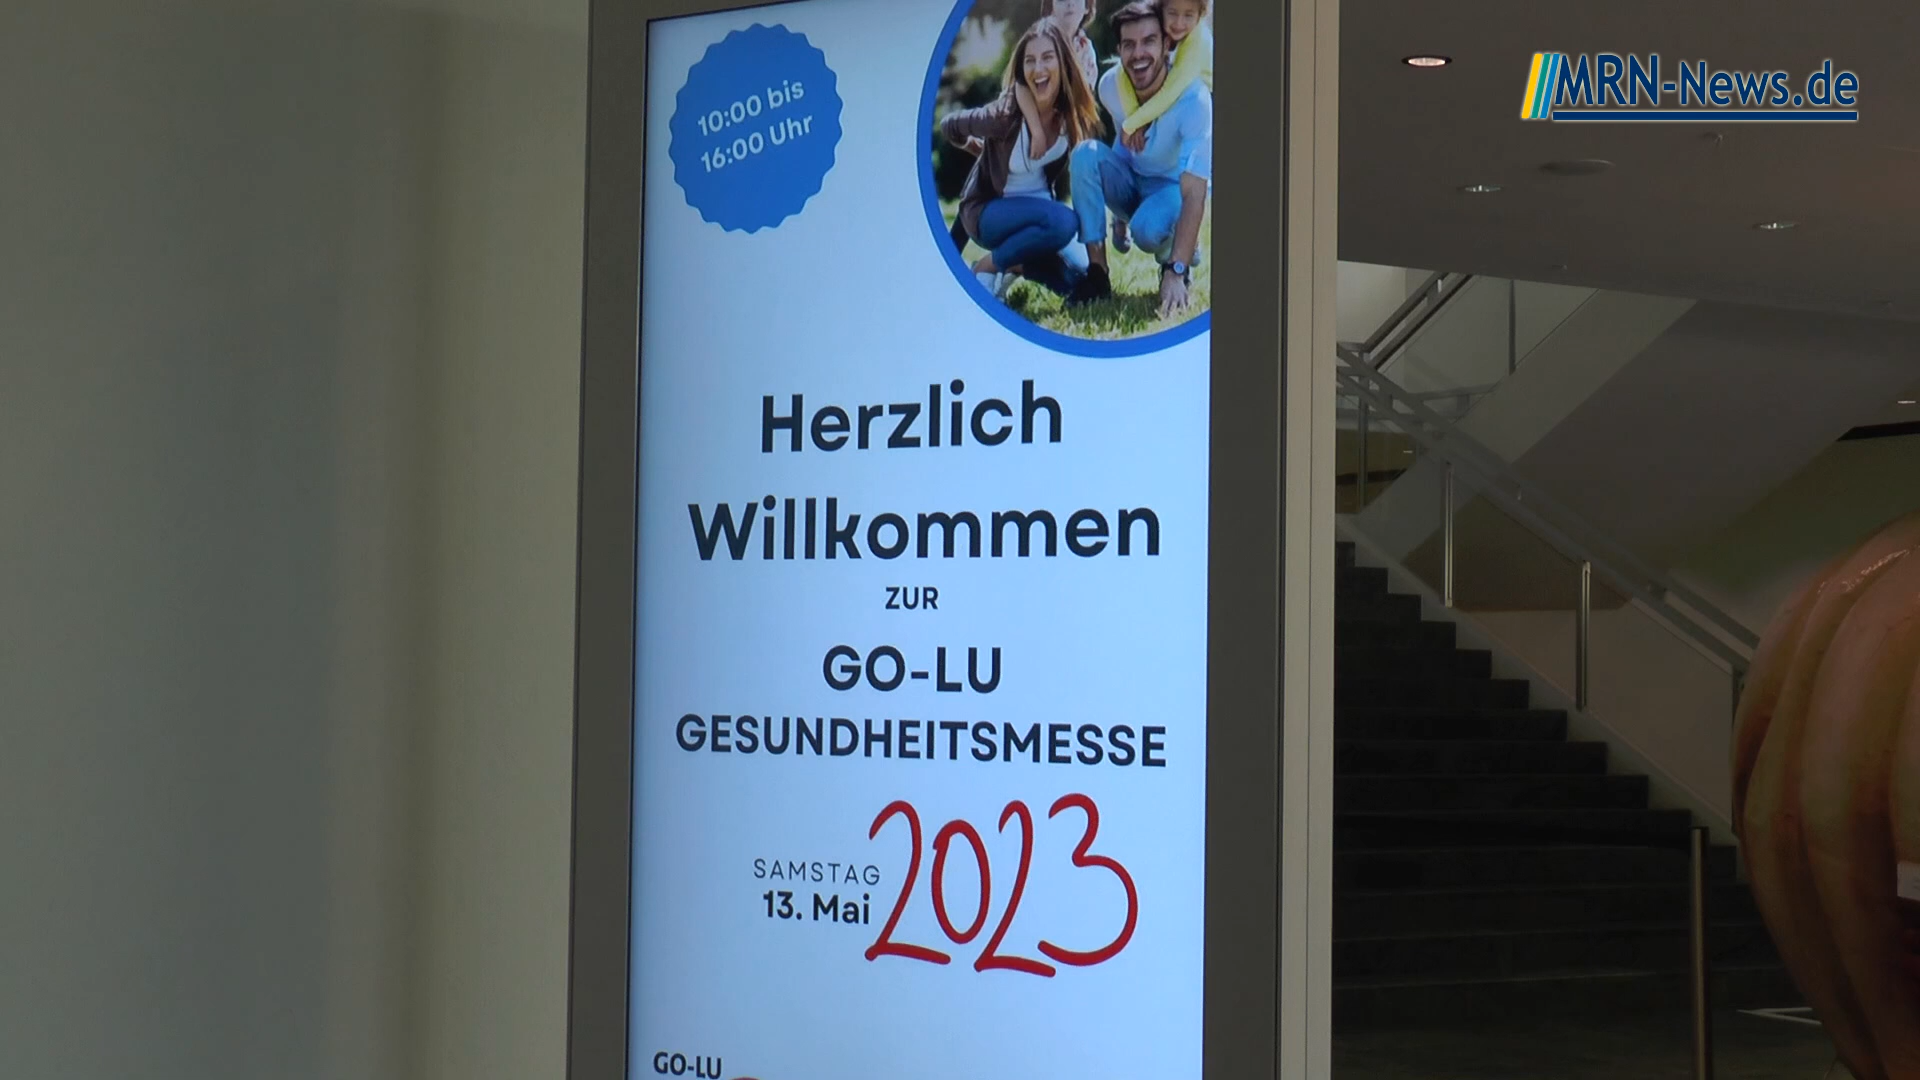 MRN-News.de
10:00 bis
16:00 Uhr
Herzlich
Willkommen
ZUR
GO-LU
GESUNDHEITSMESSE
SAMSTAG
13. Mai
2023
GO-LU